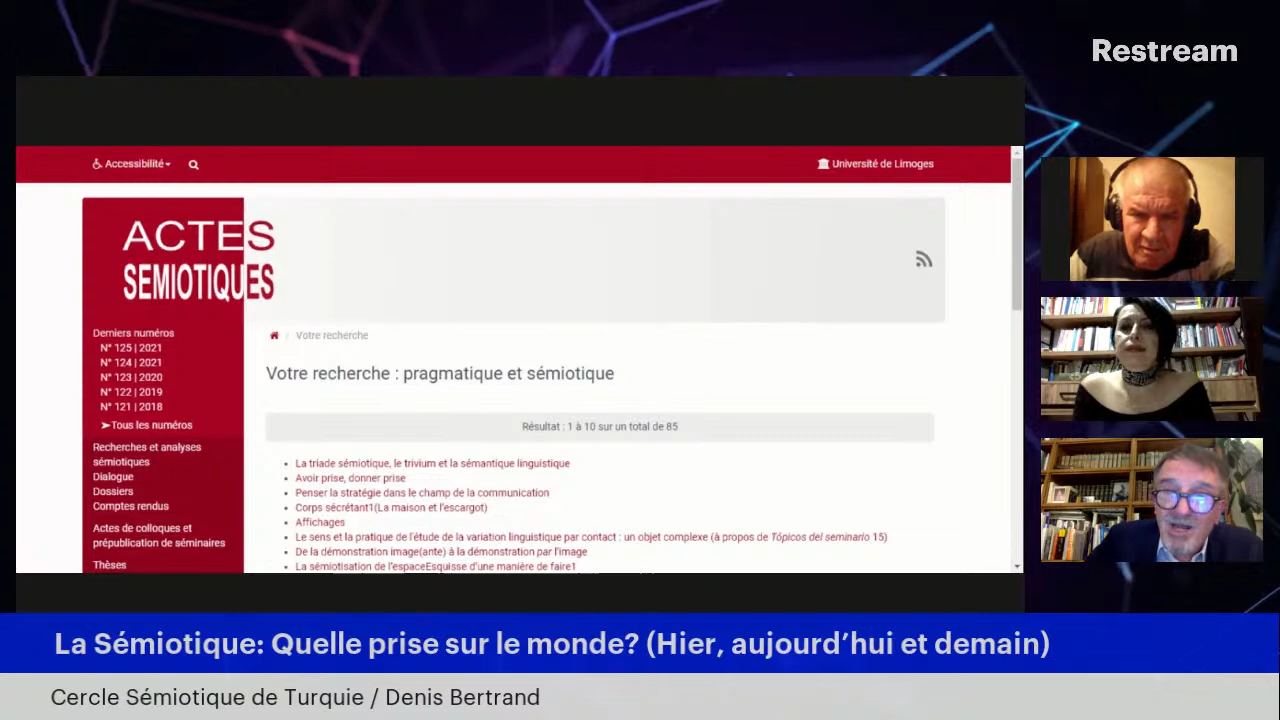 Restream
Accessibilité
Université de Limoges
ACTES
SEMIOTIQUES
Derniers numéros
N° 125 | 2021
N° 124 | 2021
N° 123 | 2020
N° 122 | 2019
N° 121 | 2018
➤Tous les numéros
Recherches et analyses
sémiotiques
Dialogue
Dossiers
Comptes rendus
Actes de colloques et
prépublication de séminaires
Thèses
/ Votre recherche
Votre recherche : pragmatique et sémiotique
Résultat : 1 à 10 sur un total de 85
La triade sémiotique, le trivium et la sémantique linguistique
Avoir prise, donner prise
Penser la stratégie dans le champ de la communication
Corps sécrétant1(La maison et l'escargot)
Affichages
Le sens et la pratique de l'étude de la variation linguistique par contact : un objet complexe (à propos de Tópicos del seminario 15)
De la démonstration image(ante) à la démonstration par l'image
La sémiotisation de l'espaceEsquisse d'une manière de faire1
La Sémiotique: Quelle prise sur le monde? (Hier, aujourd'hui et demain)
Cercle Sémiotique de Turquie / Denis Bertrand